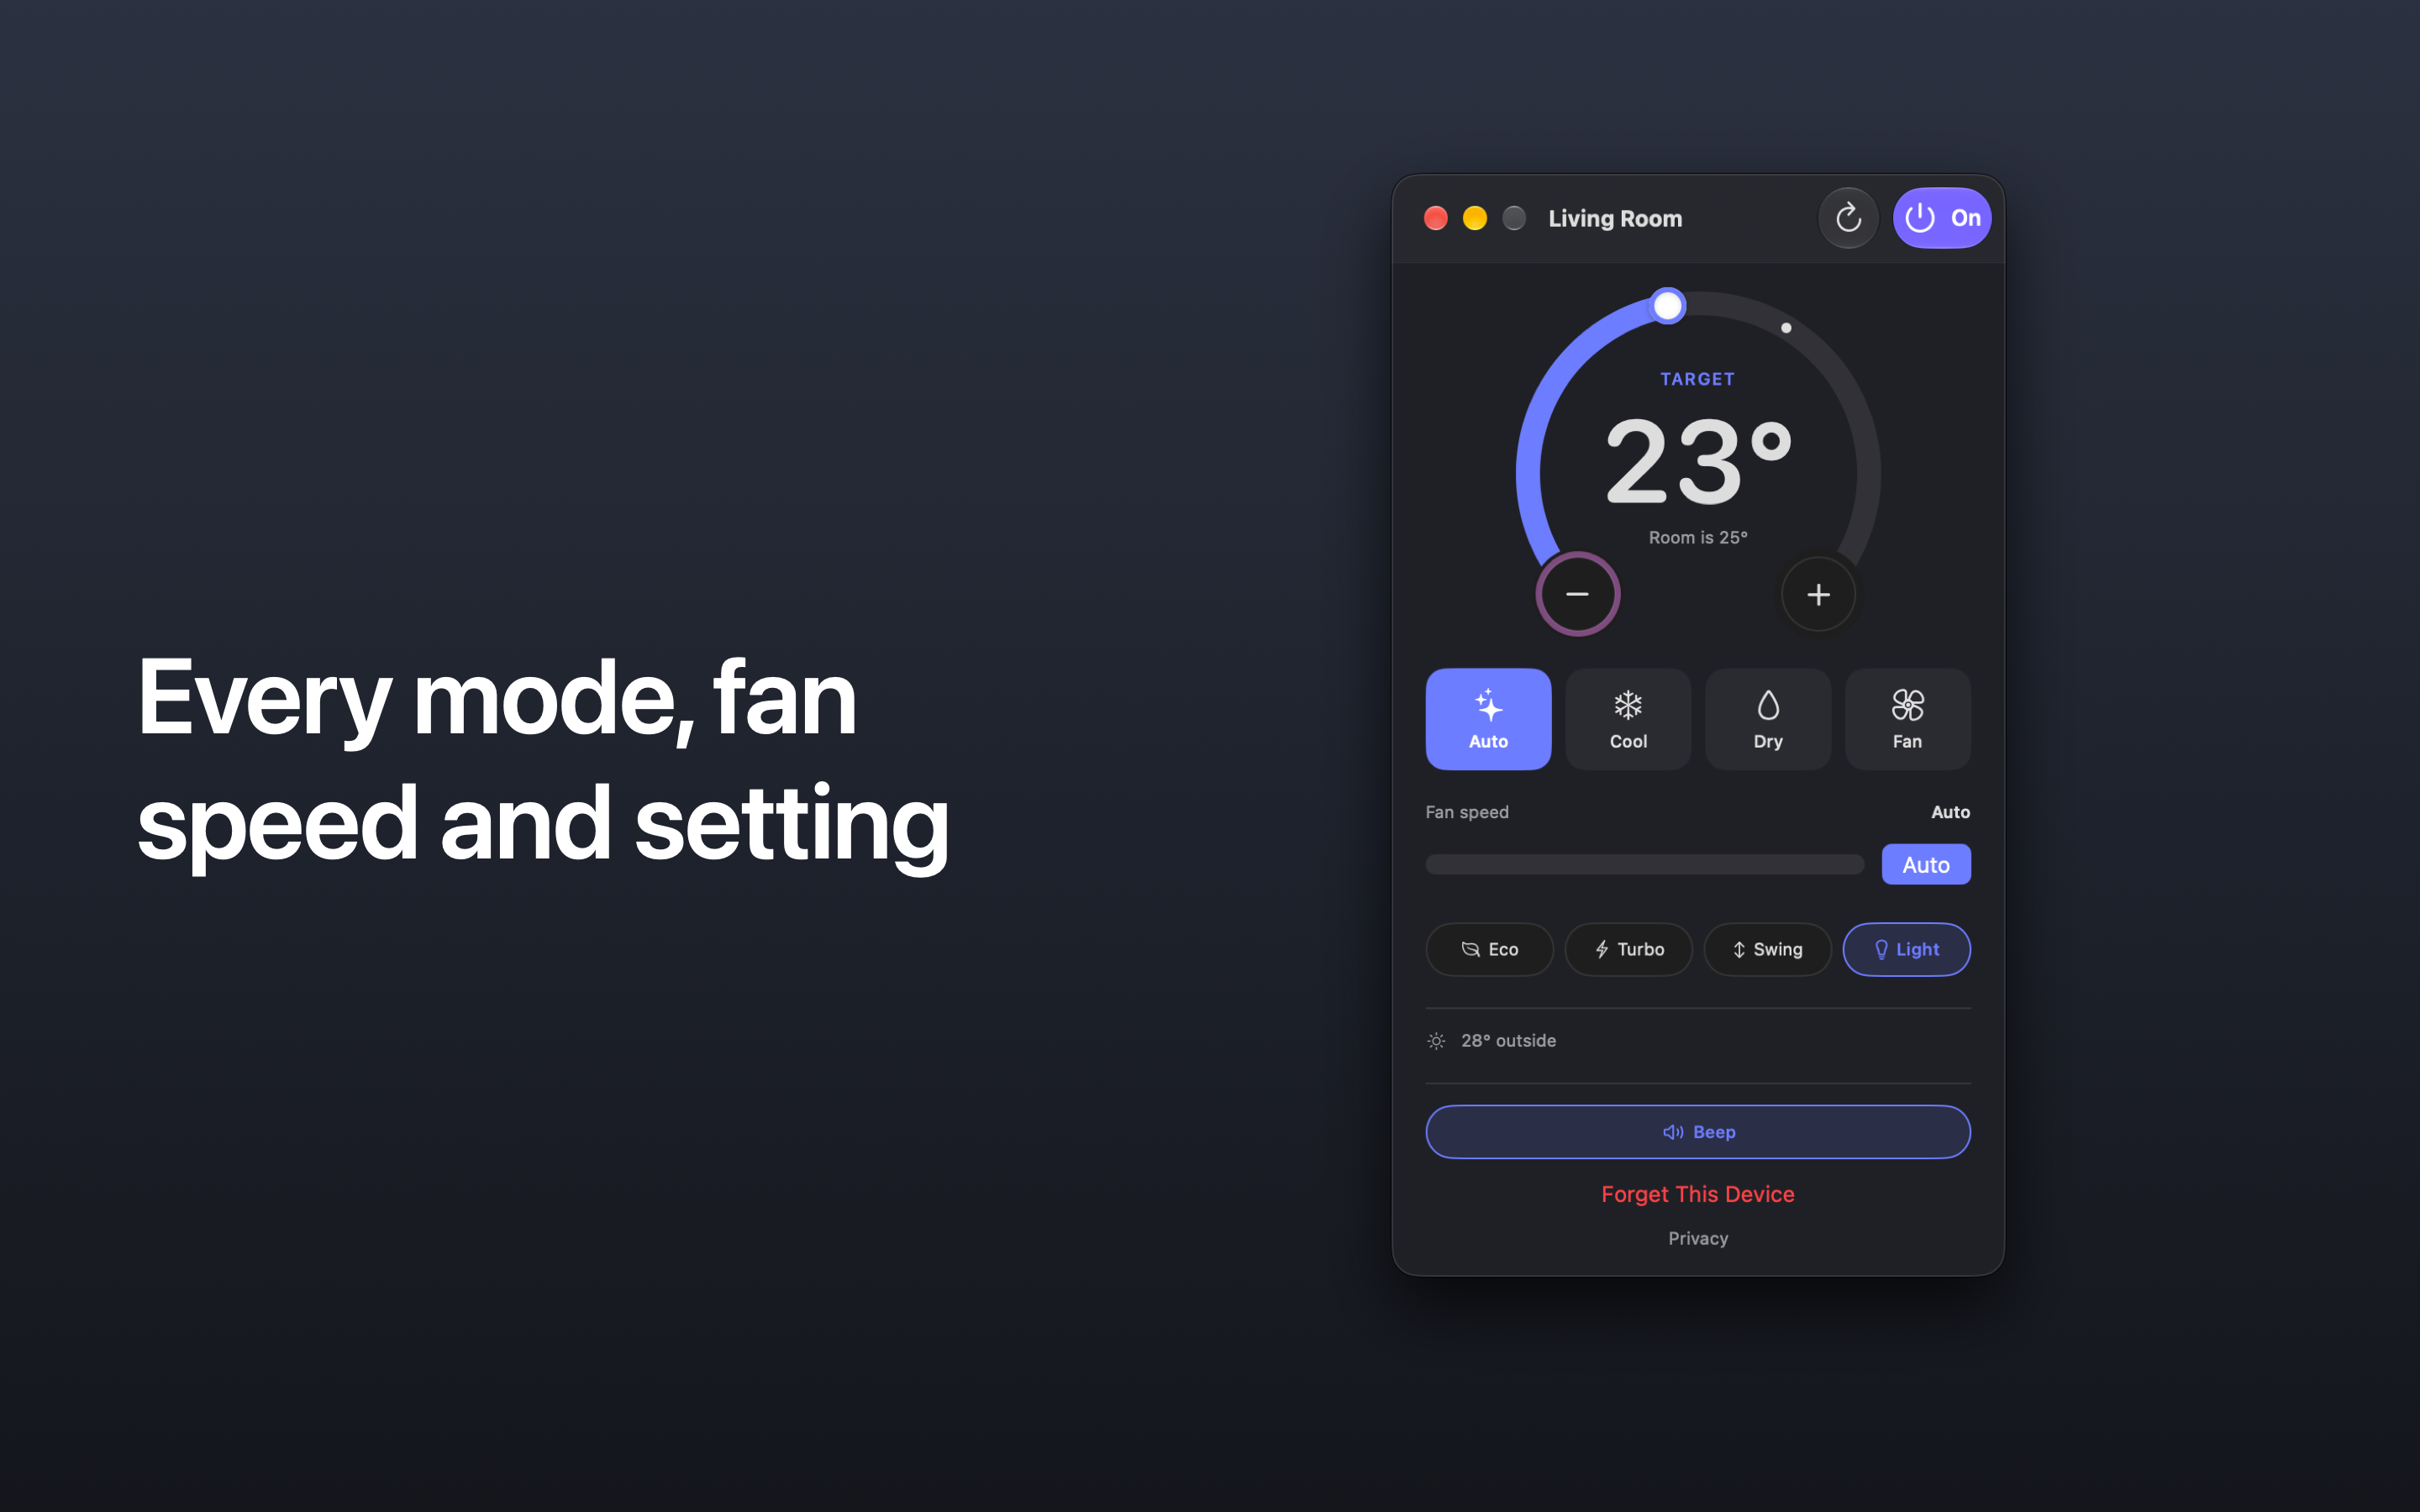 Every mode, fan
speed and setting
Living Room
On
TARGET
23°
Room is 25°
Auto
Cool
Dry
Fan
Fan speed
Auto
Auto
Eco
Turbo
Swing
Light
28° outside
Beep
Forget This Device
Privacy